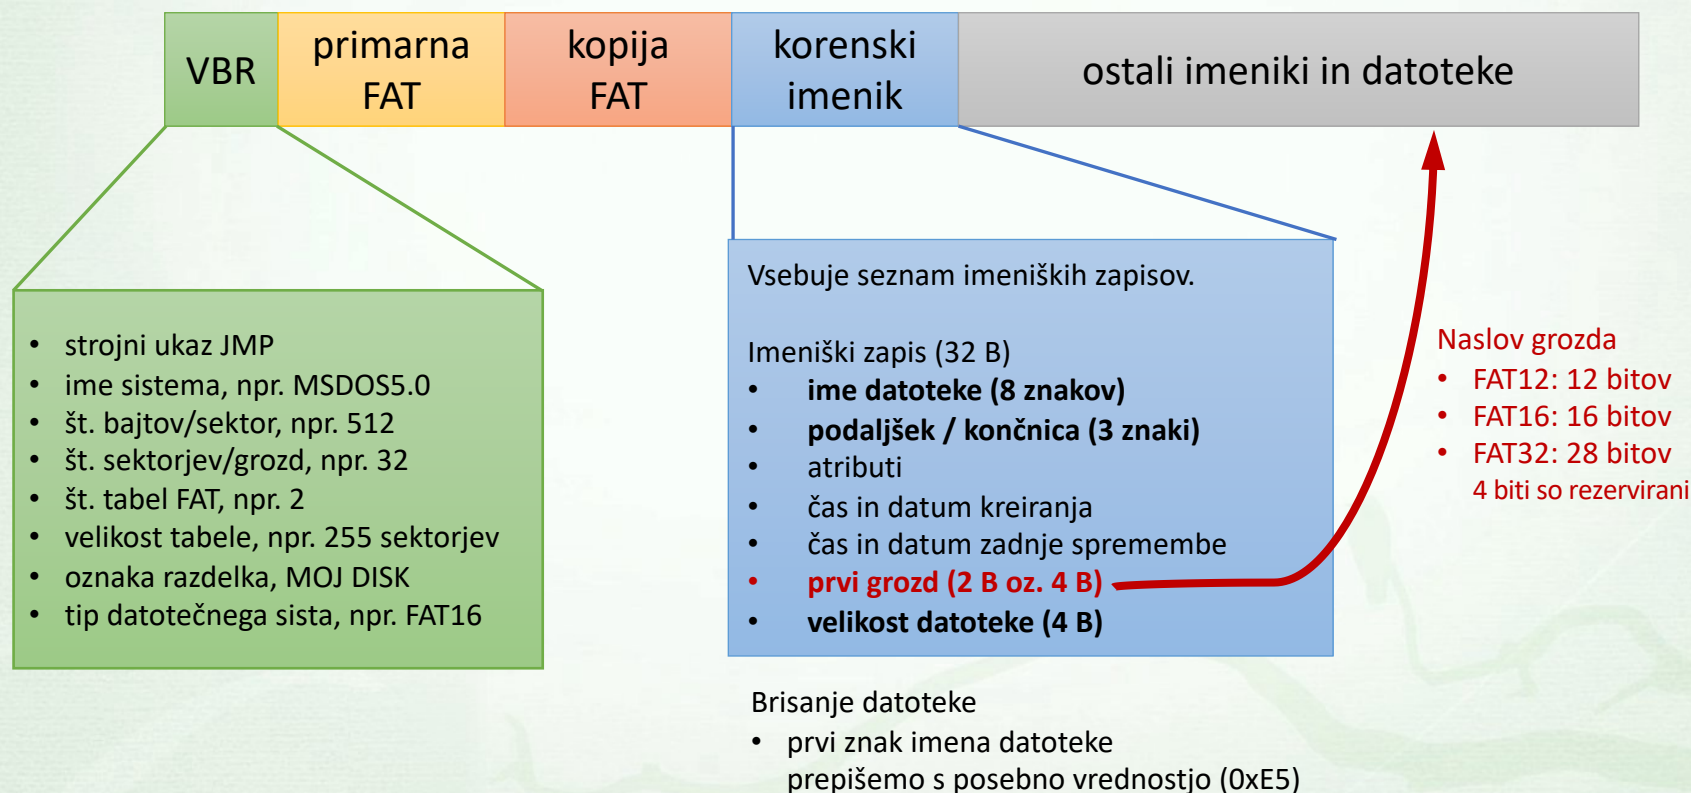 VBR
primarna
FAT
kopija
FAT
korenski
imenik
ostali imeniki in datoteke
• strojni ukaz JMP
• ime sistema, npr. MSDOS5.0
• št. bajtov/sektor, npr. 512
• št. sektorjev/grozd, npr. 32
• št. tabel FAT, npr. 2
• velikost tabele, npr. 255 sektorjev
• oznaka razdelka, MOJ DISK
• tip datotečnega sista, npr. FAT16
Vsebuje seznam imeniških zapisov.
Imeniški zapis (32 B)
• ime datoteke (8 znakov)
• podaljšek / končnica (3 znaki)
• atributi
• čas in datum kreiranja
• čas in datum zadnje spremembe
• prvi grozd (2 B oz. 4 B)
• velikost datoteke (4 B)
Naslov grozda
• FAT12: 12 bitov
• FAT16: 16 bitov
• FAT32: 28 bitov
4 biti so rezervirani
Brisanje datoteke
• prvi znak imena datoteke
prepišemo s posebno vrednostjo (0xE5)